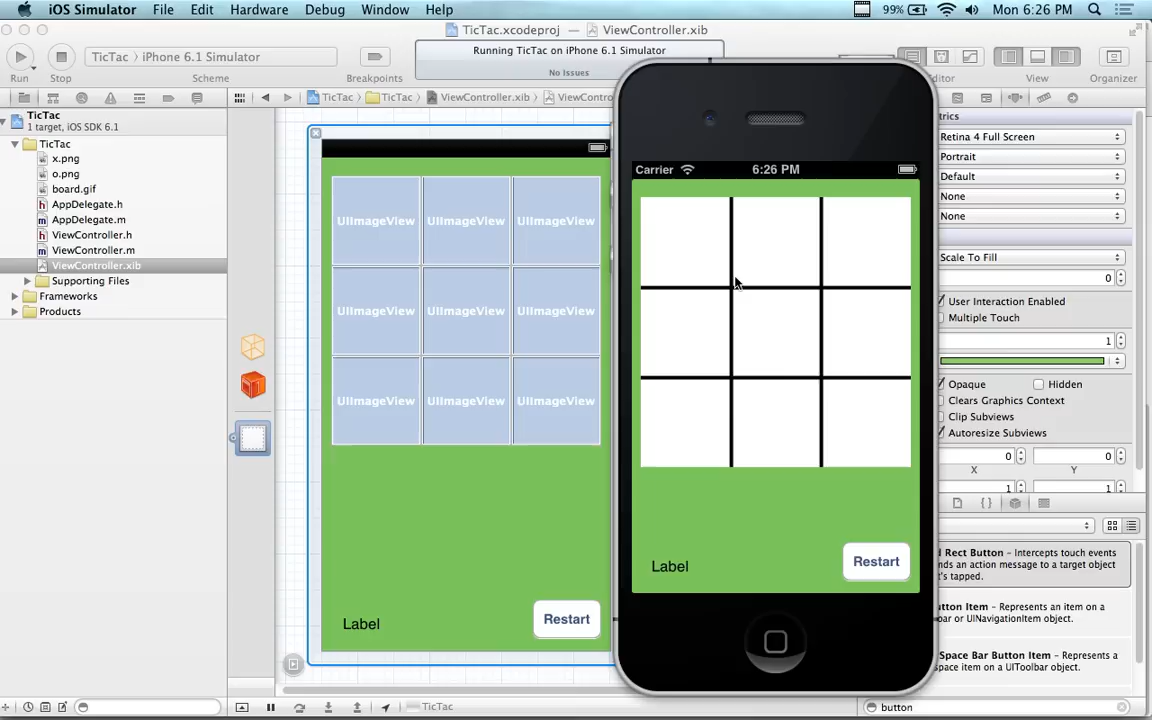 iOS Simulator File Edit Hardware Debug Window Help 99% Mon 6:26 PM
TicTac.xcodeproj — ViewController.xib
TicTac iPhone 6.1 Simulator
Running TicTac on iPhone 6.1 Simulator
No Issues
Run Stop Scheme Breakpoints View Organizer
TicTac TicTac ViewController.xib
TicTac
1 target, iOS SDK 6.1
TicTac
x.png
o.png
board.gif
AppDelegate.h
AppDelegate.m
ViewController.h
ViewController.m
ViewController.xib
Supporting Files
Frameworks
Products
UIImageView UIImageView UIImageView
UIImageView UIImageView UIImageView
UIImageView UIImageView UIImageView
Label Restart
Carrier 6:26 PM
Label Restart
Retina 4 Full Screen
Portrait
Default
None
None
Scale To Fill
0
User Interaction Enabled
Multiple Touch
1
Opaque Hidden
Clears Graphics Context
Clip Subviews
Autoresize Subviews
0 0
X Y
1 1
Rect Button – Intercepts touch events
an action message to a target object
tapped.
Item – Represents an item on a
or UINavigationItem object.
Space Bar Button Item – Represents a
space item on a UIToolbar object.
TicTac
button